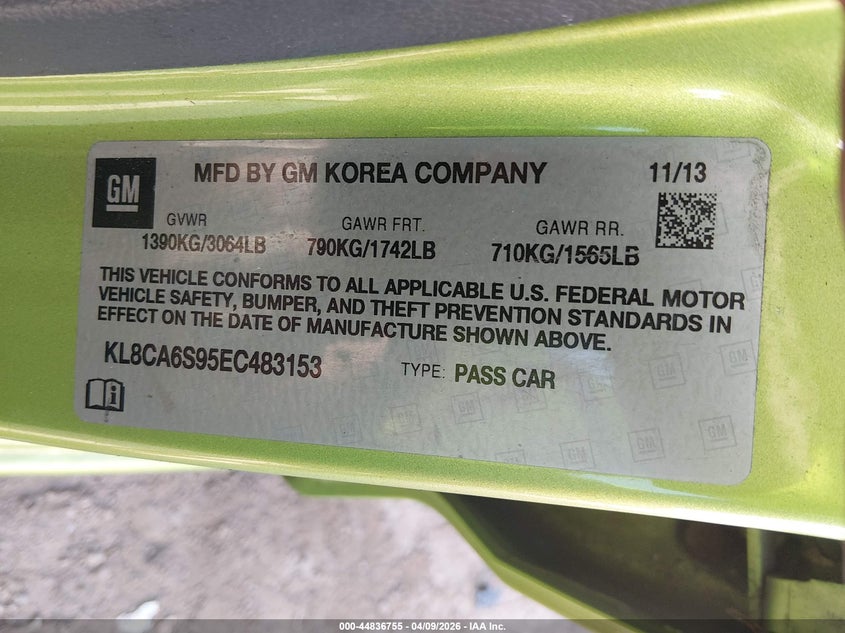 GM
MFD BY GM KOREA COMPANY 11/13
GVWR GAWR FRT. GAWR RR.
1390KG/3064LB 790KG/1742LB 710KG/1565LB
THIS VEHICLE CONFORMS TO ALL APPLICABLE U.S. FEDERAL MOTOR
VEHICLE SAFETY, BUMPER, AND THEFT PREVENTION STANDARDS IN
EFFECT ON THE DATE OF MANUFACTURE SHOWN ABOVE.
KL8CA6S95EC483153 TYPE: PASS CAR
000-44836755 - 04/09/2026 - IAA Inc.